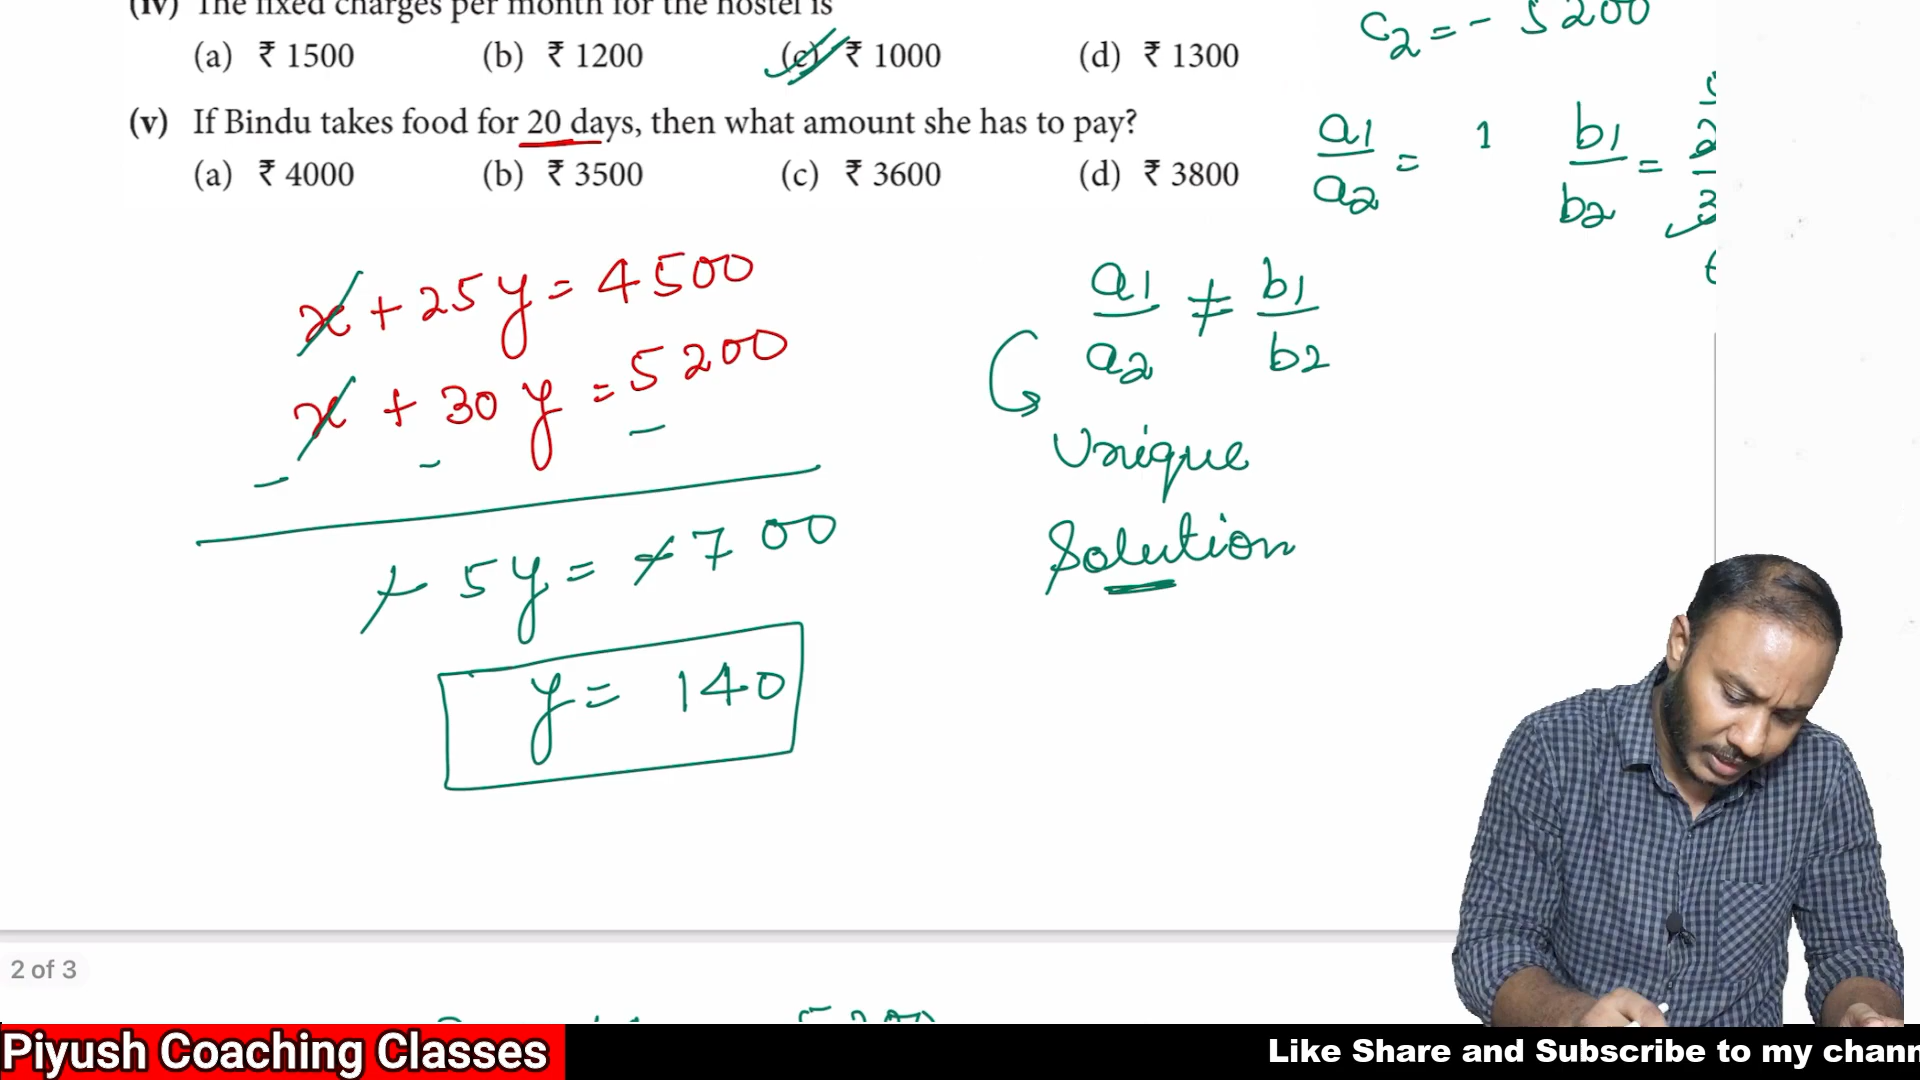 (iv) The fixed charges per month for the hostel is
(a) ₹ 1500 (b) ₹ 1200 (c) ₹ 1000 (d) ₹ 1300
(v) If Bindu takes food for 20 days, then what amount she has to pay?
(a) ₹ 4000 (b) ₹ 3500 (c) ₹ 3600 (d) ₹ 3800
c2 = - 5200
a1/a2 = 1 b1/b2 =
x + 25y = 4500
x + 30y = 5200
- - -
- 5y = -700
y = 140
a1/a2 ≠ b1/b2
Unique
Solution
2 of 3
5200
Piyush Coaching Classes
Like Share and Subscribe to my chann